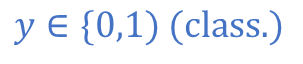 y ∈ {0,1) (class.)